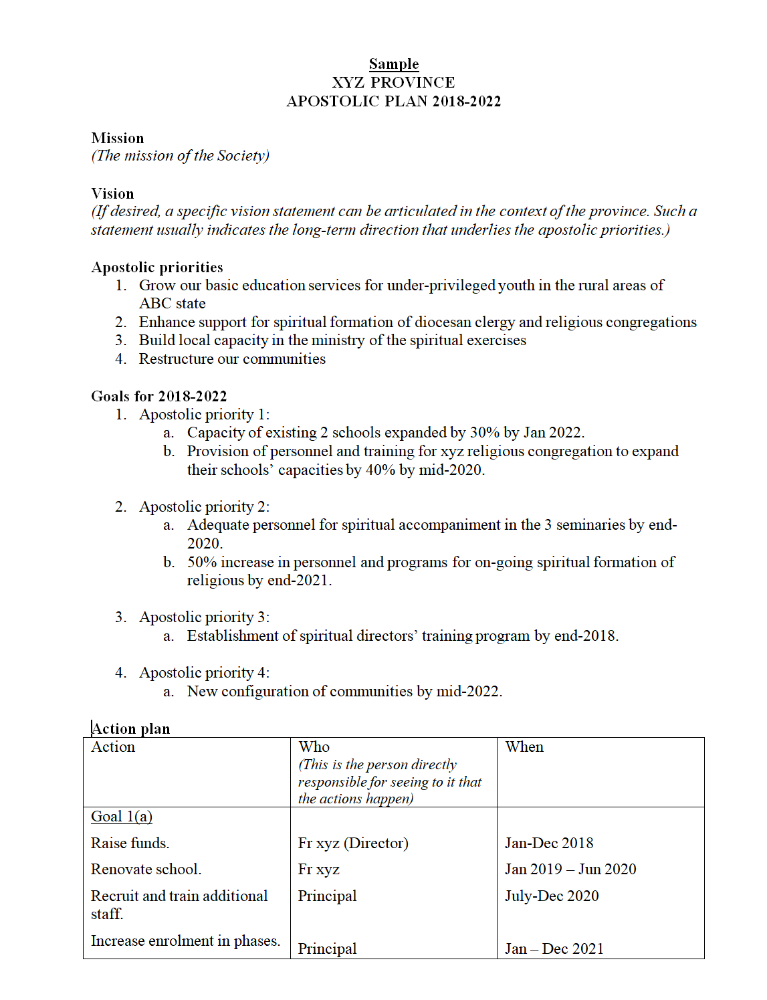 Sample
XYZ PROVINCE
APOSTOLIC PLAN 2018-2022
Mission
(The mission of the Society)
Vision
(If desired, a specific vision statement can be articulated in the context of the province. Such a
statement usually indicates the long-term direction that underlies the apostolic priorities.)
Apostolic priorities
1. Grow our basic education services for under-privileged youth in the rural areas of
ABC state
2. Enhance support for spiritual formation of diocesan clergy and religious congregations
3. Build local capacity in the ministry of the spiritual exercises
4. Restructure our communities
Goals for 2018-2022
1. Apostolic priority 1:
a. Capacity of existing 2 schools expanded by 30% by Jan 2022.
b. Provision of personnel and training for xyz religious congregation to expand
their schools’ capacities by 40% by mid-2020.
2. Apostolic priority 2:
a. Adequate personnel for spiritual accompaniment in the 3 seminaries by end-
2020.
b. 50% increase in personnel and programs for on-going spiritual formation of
religious by end-2021.
3. Apostolic priority 3:
a. Establishment of spiritual directors’ training program by end-2018.
4. Apostolic priority 4:
a. New configuration of communities by mid-2022.
Action plan
Action Who When
(This is the person directly
responsible for seeing to it that
the actions happen)
Goal 1(a)
Raise funds. Fr xyz (Director) Jan-Dec 2018
Renovate school. Fr xyz Jan 2019 – Jun 2020
Recruit and train additional Principal July-Dec 2020
staff.
Increase enrolment in phases. Principal Jan – Dec 2021